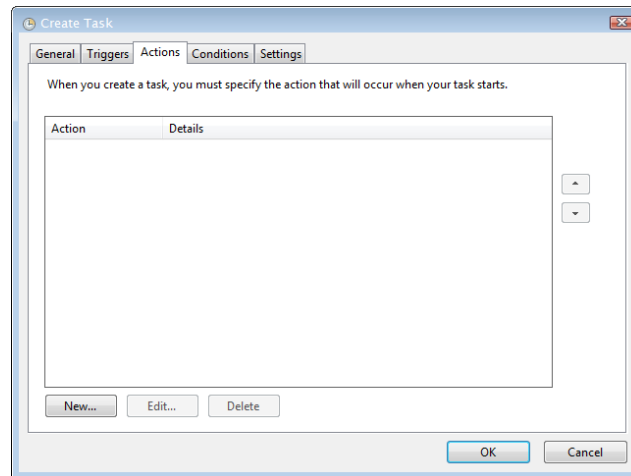 Create Task
General Triggers Actions Conditions Settings
When you create a task, you must specify the action that will occur when your task starts.
Action Details
New... Edit... Delete
OK Cancel